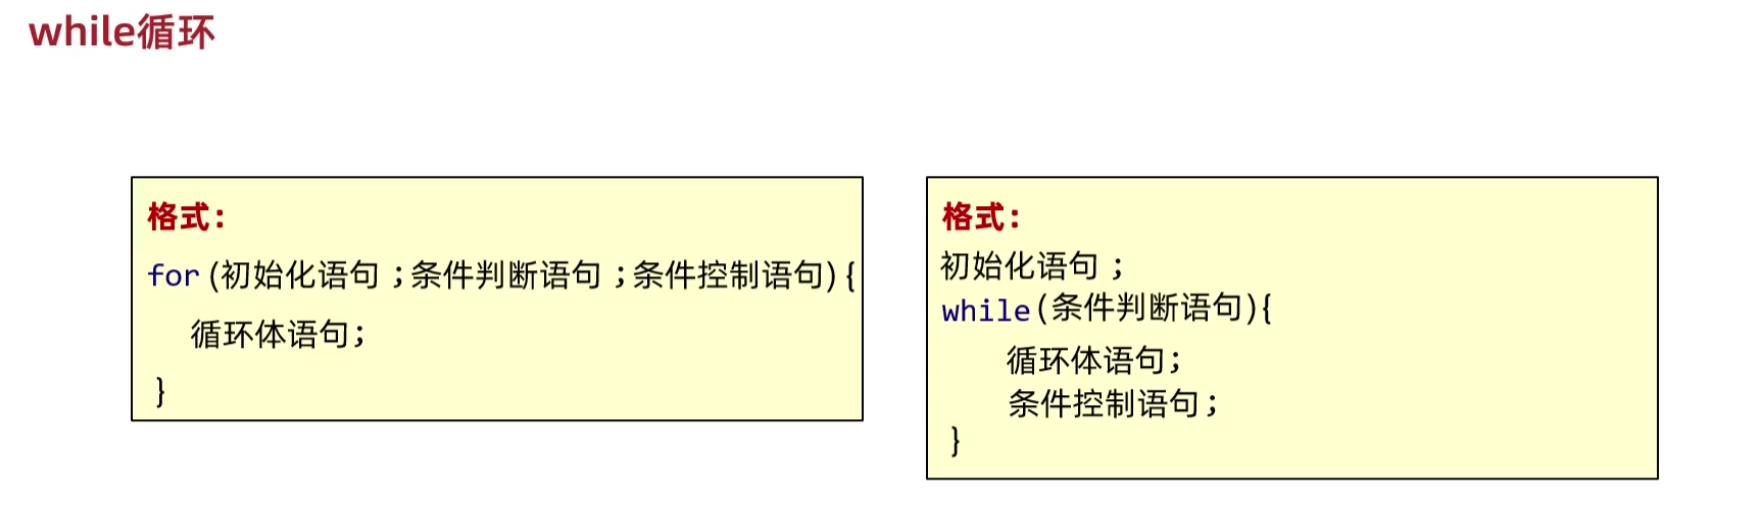 while循环
格式：
for (初始化语句 ;条件判断语句 ;条件控制语句) {
循环体语句;
}
格式：
初始化语句 ;
while (条件判断语句){
循环体语句;
条件控制语句 ;
}